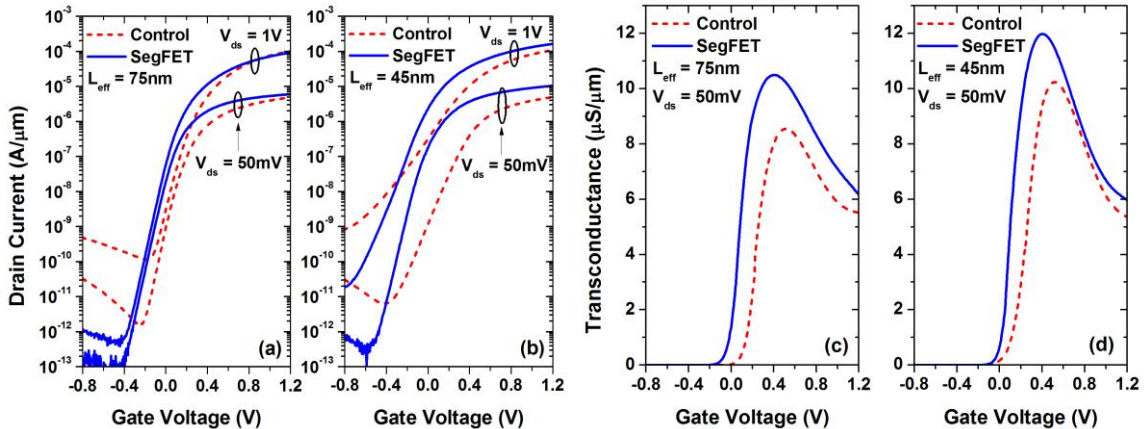 Control
SegFET
L_eff = 75nm
V_ds = 1V
V_ds = 50mV
(a)
Drain Current (A/μm)
10^-3
10^-4
10^-5
10^-6
10^-7
10^-8
10^-9
10^-10
10^-11
10^-12
10^-13
-0.8 -0.4 0.0 0.4 0.8 1.2
Gate Voltage (V)
Control
SegFET
L_eff = 45nm
V_ds = 1V
V_ds = 50mV
(b)
10^-3
10^-4
10^-5
10^-6
10^-7
10^-8
10^-9
10^-10
10^-11
10^-12
10^-13
-0.8 -0.4 0.0 0.4 0.8 1.2
Gate Voltage (V)
Control
SegFET
L_eff = 75nm
V_ds = 50mV
(c)
Transconductance (μS/μm)
12
10
8
6
4
2
0
-0.8 -0.4 0.0 0.4 0.8 1.2
Gate Voltage (V)
Control
SegFET
L_eff = 45nm
V_ds = 50mV
(d)
12
10
8
6
4
2
0
-0.8 -0.4 0.0 0.4 0.8 1.2
Gate Voltage (V)